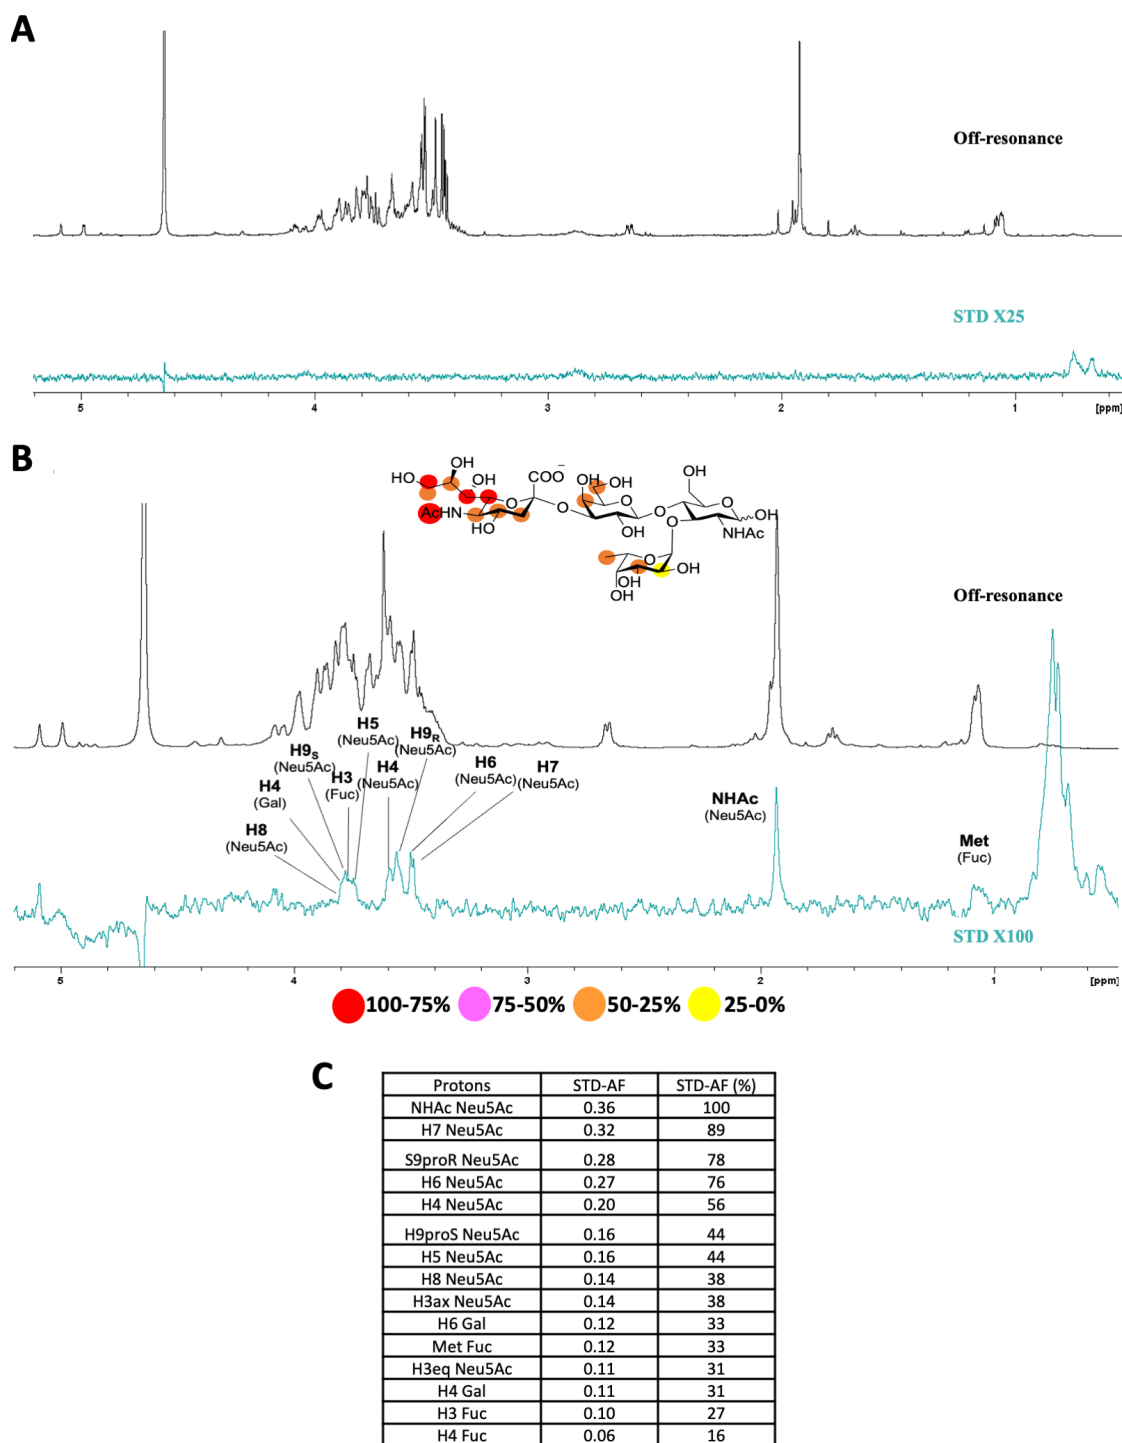 A
Off-resonance
STD X25
5 4 3 2 1 [ppm]
B
OH
HO OH COO⁻ OH OH OH
O O O O OH
AcHN O O
HO OH O NHAc
O OH
OH
OH
Off-resonance
H5
(Neu5Ac)
H9R
(Neu5Ac)
H9S
(Neu5Ac)
H3
(Fuc)
H4
(Neu5Ac)
H6
(Neu5Ac)
H7
(Neu5Ac)
H4
(Gal)
H8
(Neu5Ac)
NHAc
(Neu5Ac)
Met
(Fuc)
STD X100
5 4 3 2 1 [ppm]
100-75% 75-50% 50-25% 25-0%
C
Protons STD-AF STD-AF (%)
NHAc Neu5Ac 0.36 100
H7 Neu5Ac 0.32 89
S9proR Neu5Ac 0.28 78
H6 Neu5Ac 0.27 76
H4 Neu5Ac 0.20 56
H9proS Neu5Ac 0.16 44
H5 Neu5Ac 0.16 44
H8 Neu5Ac 0.14 38
H3ax Neu5Ac 0.14 38
H6 Gal 0.12 33
Met Fuc 0.12 33
H3eq Neu5Ac 0.11 31
H4 Gal 0.11 31
H3 Fuc 0.10 27
H4 Fuc 0.06 16